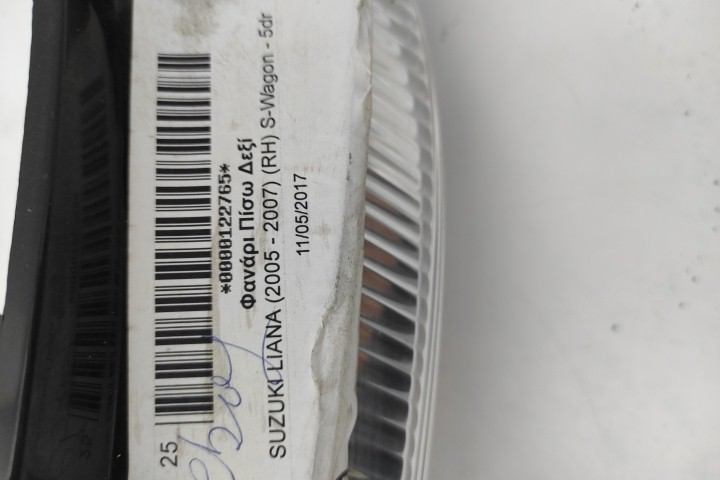 25
*0000122765*
Φανάρι Πίσω Δεξί
SUZUKI LIANA (2005 - 2007) (RH) S-Wagon - 5dr
11/05/2017